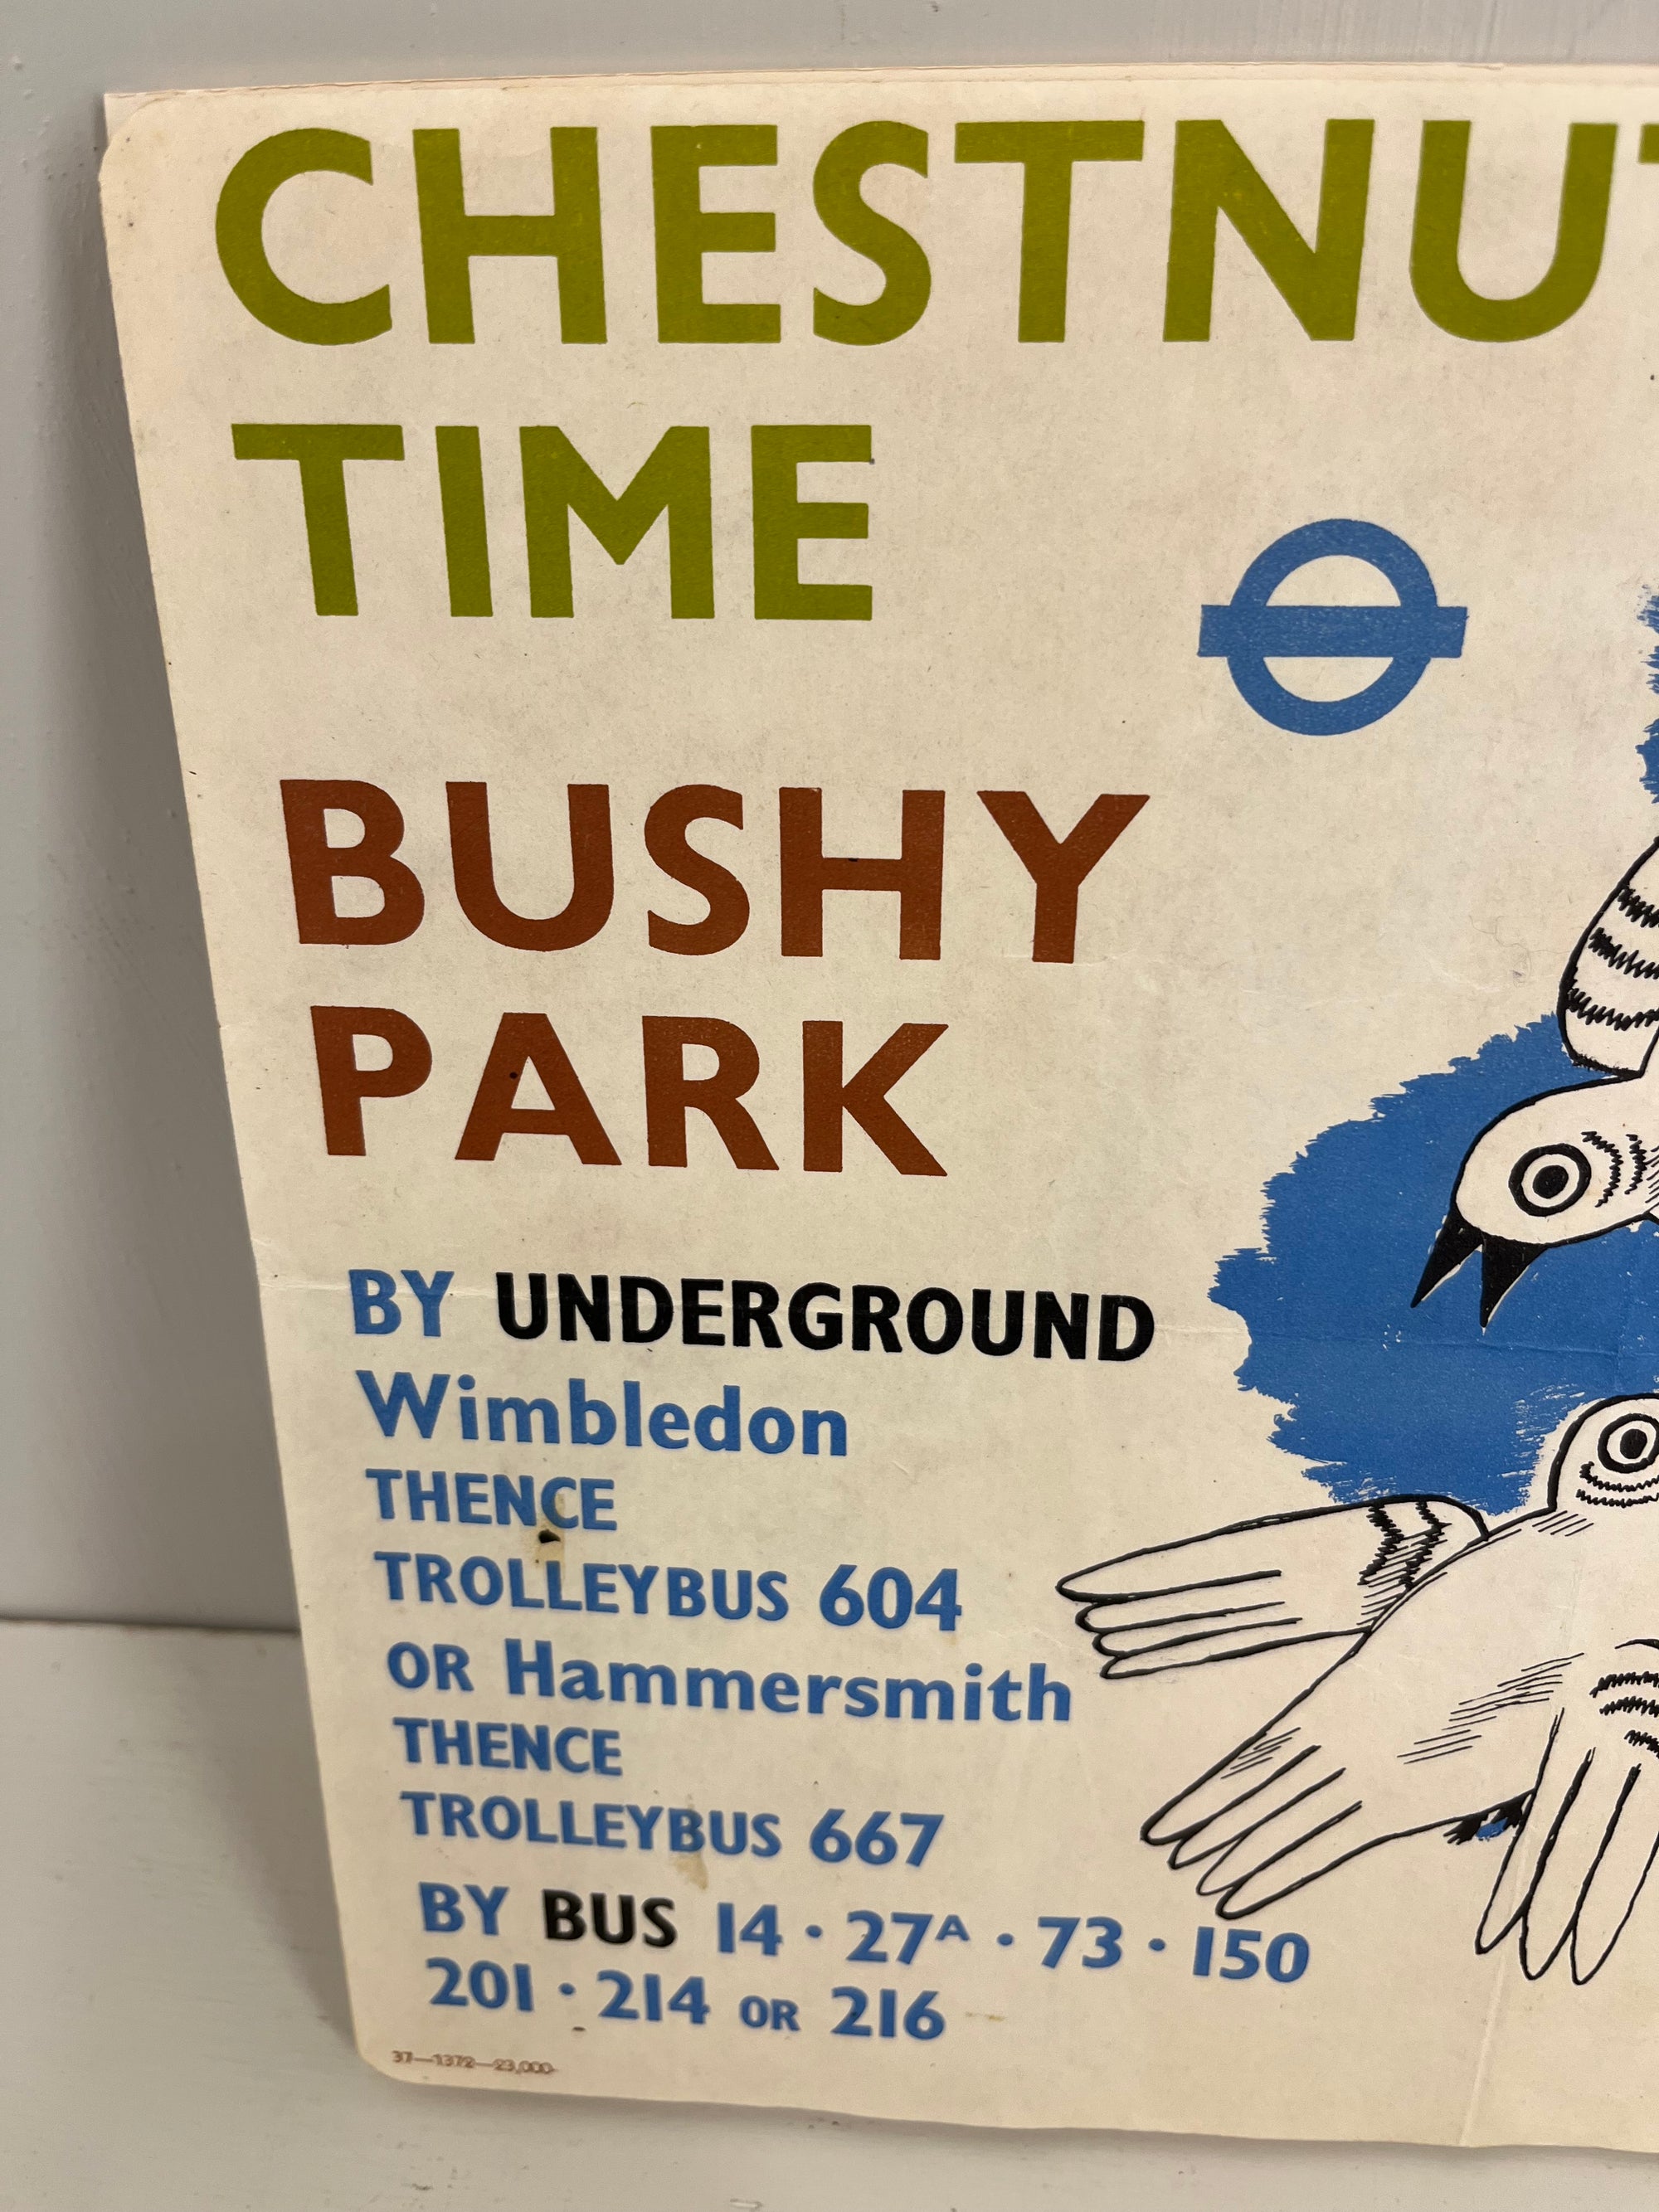 CHESTNUT
TIME
BUSHY
PARK
BY UNDERGROUND
Wimbledon
THENCE
TROLLEYBUS 604
OR Hammersmith
THENCE
TROLLEYBUS 667
BY BUS 14 · 27A · 73 · 150
201 · 214 OR 216
37—1372—23,000